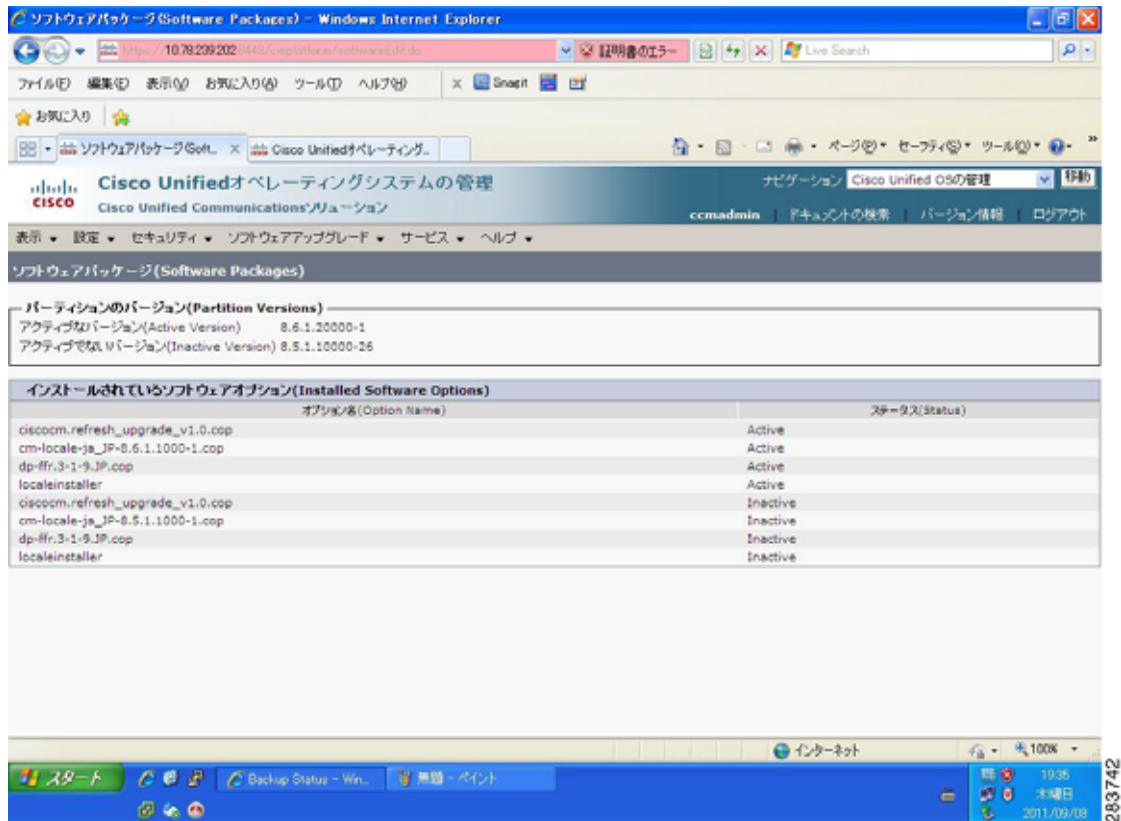 ソフトウェアパッケージ(Software Packages) - Windows Internet Explorer
https://10.78.239.202:8443/cmplatform/softwareEdit.do 証明書のエラー Live Search
ファイル(F) 編集(E) 表示(V) お気に入り(A) ツール(T) ヘルプ(H) x Snagit
お気に入り
ソフトウェアパッケージ(Soft... x Cisco Unifiedオペレーティング... ページ(P) セーフティ(S) ツール(O) »
cisco Cisco Unifiedオペレーティングシステムの管理 ナビゲーション Cisco Unified OSの管理 移動
Cisco Unified Communicationsソリューション ccmadmin | ドキュメントの検索 | バージョン情報 | ログアウト
表示 設定 セキュリティ ソフトウェアアップグレード サービス ヘルプ
ソフトウェアパッケージ(Software Packages)
パーティションのバージョン(Partition Versions)
アクティブなバージョン(Active Version) 8.6.1.20000-1
アクティブでないバージョン(Inactive Version) 8.5.1.10000-26
インストールされているソフトウェアオプション(Installed Software Options)
オプション名(Option Name) ステータス(Status)
ciscocm.refresh_upgrade_v1.0.cop Active
cm-locale-ja_JP-8.6.1.1000-1.cop Active
dp-ffr.3-1-9.JP.cop Active
localeinstaller Active
ciscocm.refresh_upgrade_v1.0.cop Inactive
cm-locale-ja_JP-8.5.1.1000-1.cop Inactive
dp-ffr.3-1-9.JP.cop Inactive
localeinstaller Inactive
インターネット 100%
スタート Backup Status - Win... 無題 - ペイント 19:36
木曜日
2011/09/08
283742